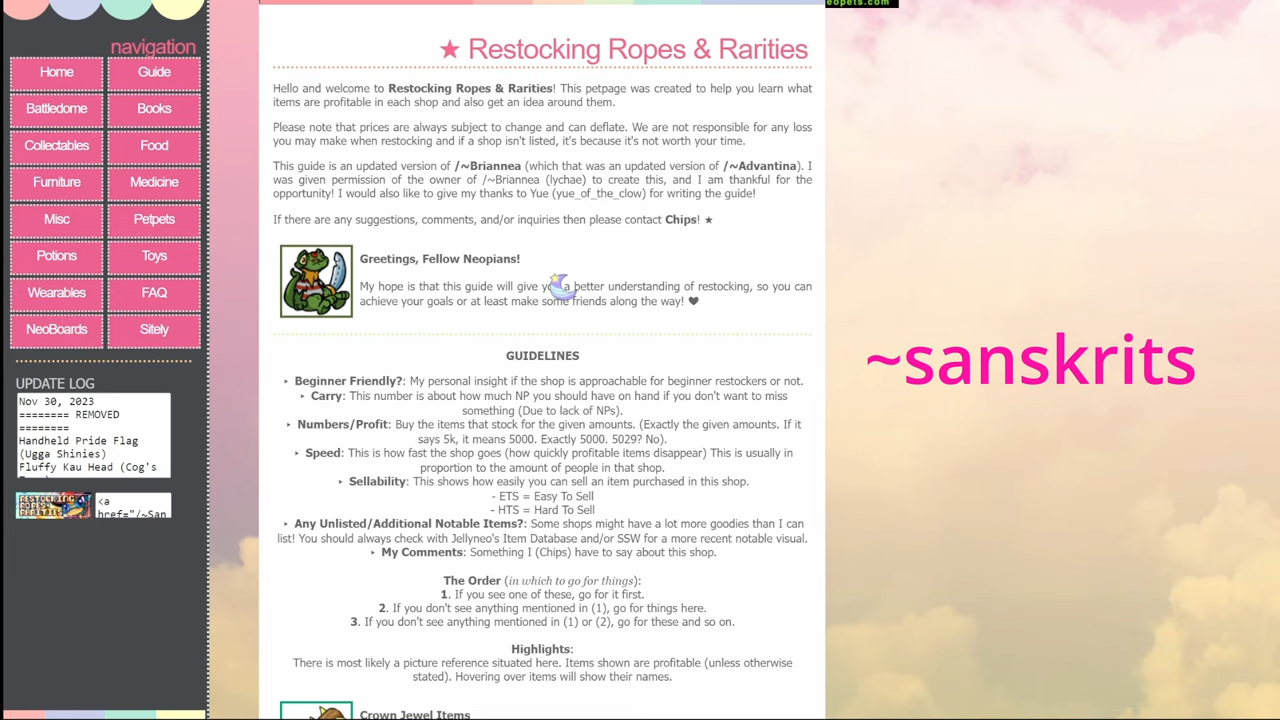 eopets.com
navigation
Home
Guide
Battledome
Books
Collectables
Food
Furniture
Medicine
Misc
Petpets
Potions
Toys
Wearables
FAQ
NeoBoards
Sitely
UPDATE LOG
Nov 30, 2023
======== REMOVED
========
Handheld Pride Flag
(Ugga Shinies)
Fluffy Kau Head (Cog's
RESTOCKING
ROPES
RARITIES
<a
href="/~San
★ Restocking Ropes & Rarities
Hello and welcome to Restocking Ropes & Rarities! This petpage was created to help you learn what
items are profitable in each shop and also get an idea around them.
Please note that prices are always subject to change and can deflate. We are not responsible for any loss
you may make when restocking and if a shop isn't listed, it's because it's not worth your time.
This guide is an updated version of /~Briannea (which that was an updated version of /~Advantina). I
was given permission of the owner of /~Briannea (lychae) to create this, and I am thankful for the
opportunity! I would also like to give my thanks to Yue (yue_of_the_clow) for writing the guide!
If there are any suggestions, comments, and/or inquiries then please contact Chips! ★
Greetings, Fellow Neopians!
My hope is that this guide will give you a better understanding of restocking, so you can
achieve your goals or at least make some friends along the way! ♥
GUIDELINES
‣ Beginner Friendly?: My personal insight if the shop is approachable for beginner restockers or not.
‣ Carry: This number is about how much NP you should have on hand if you don't want to miss
something (Due to lack of NPs).
‣ Numbers/Profit: Buy the items that stock for the given amounts. (Exactly the given amounts. If it
says 5k, it means 5000. Exactly 5000. 5029? No).
‣ Speed: This is how fast the shop goes (how quickly profitable items disappear) This is usually in
proportion to the amount of people in that shop.
‣ Sellability: This shows how easily you can sell an item purchased in this shop.
- ETS = Easy To Sell
- HTS = Hard To Sell
‣ Any Unlisted/Additional Notable Items?: Some shops might have a lot more goodies than I can
list! You should always check with Jellyneo's Item Database and/or SSW for a more recent notable visual.
‣ My Comments: Something I (Chips) have to say about this shop.
The Order (in which to go for things):
1. If you see one of these, go for it first.
2. If you don't see anything mentioned in (1), go for things here.
3. If you don't see anything mentioned in (1) or (2), go for these and so on.
Highlights:
There is most likely a picture reference situated here. Items shown are profitable (unless otherwise
stated). Hovering over items will show their names.
Crown Jewel Items
~sanskrits